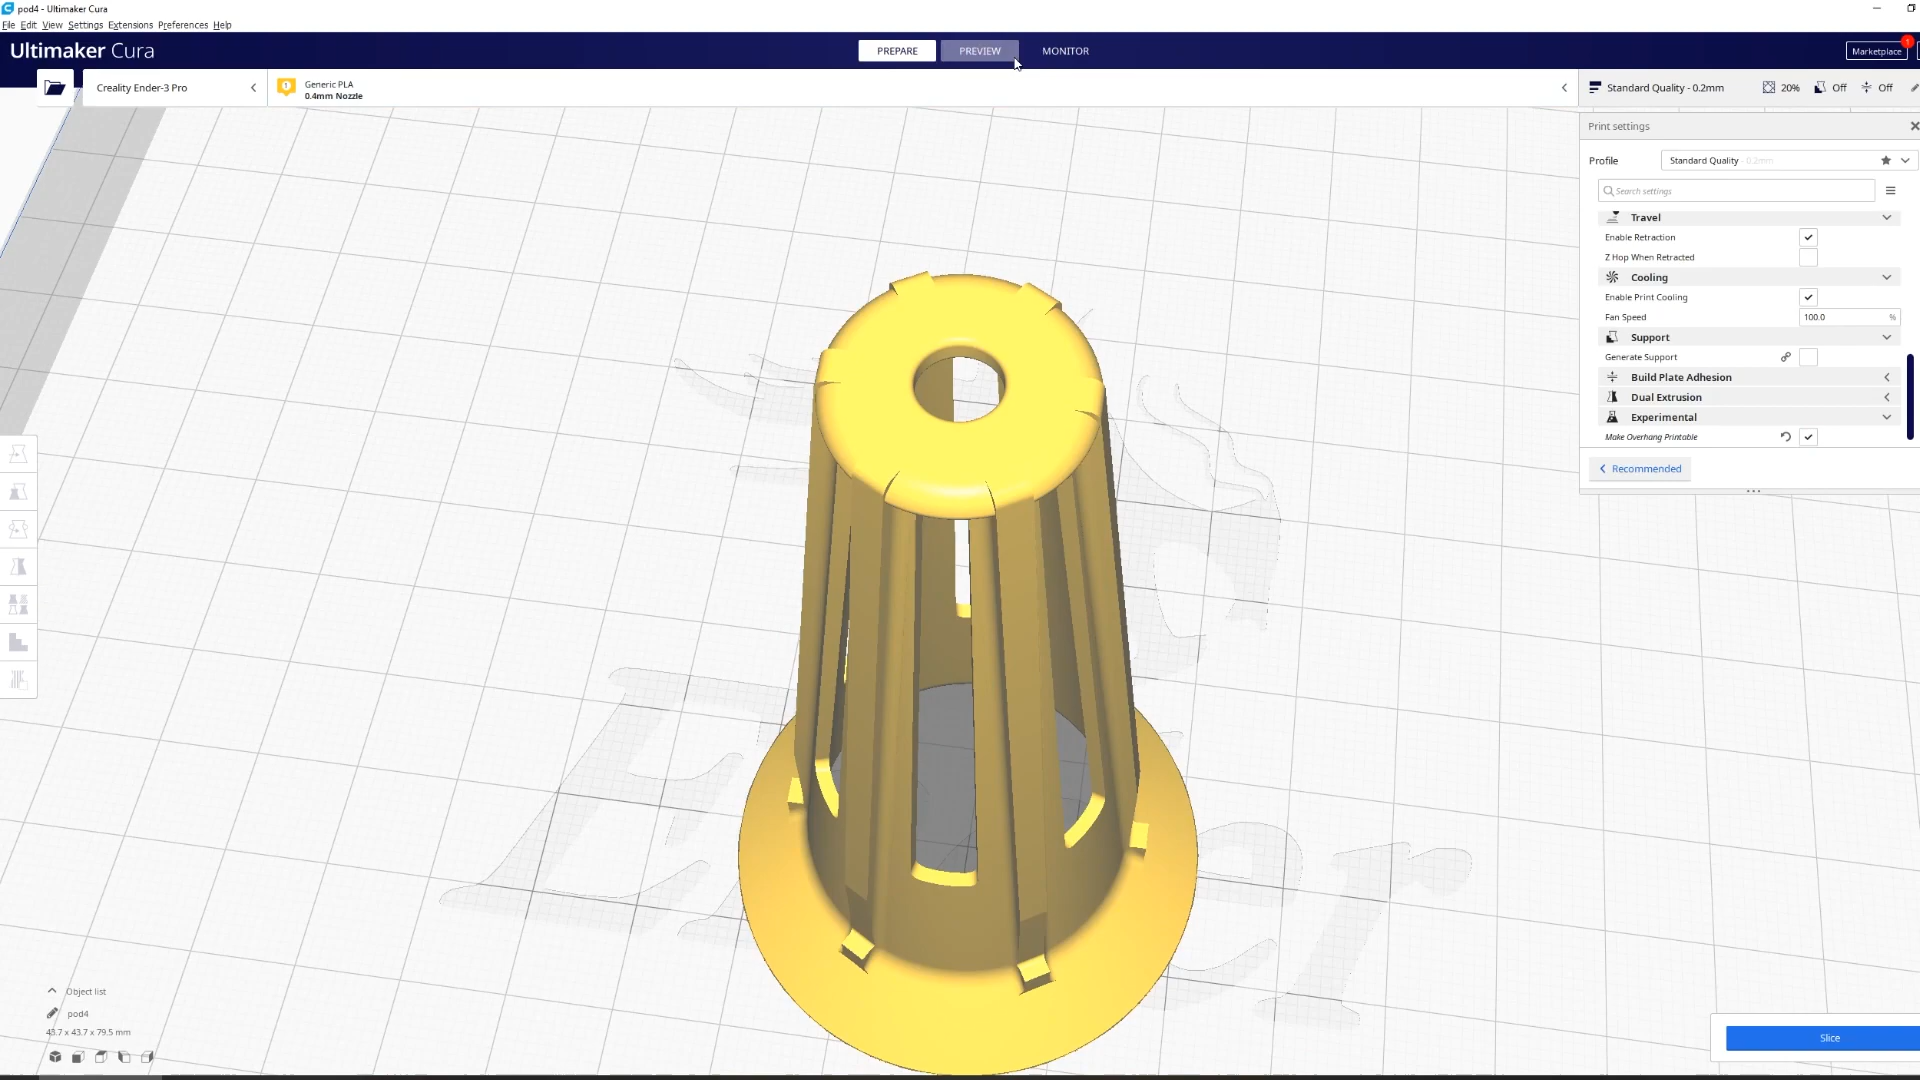 pod4 - Ultimaker Cura
File Edit View Settings Extensions Preferences Help
Ultimaker Cura
PREPARE PREVIEW MONITOR
Marketplace 1
Creality Ender-3 Pro
1 Generic PLA
0.4mm Nozzle
Standard Quality - 0.2mm 20% Off Off
Print settings
Profile Standard Quality - 0.2mm
Search settings
Travel
Enable Retraction
Z Hop When Retracted
Cooling
Enable Print Cooling
Fan Speed 100.0 %
Support
Generate Support
Build Plate Adhesion
Dual Extrusion
Experimental
Make Overhang Printable
Recommended
Object list
pod4
43.7 x 43.7 x 79.5 mm
Slice